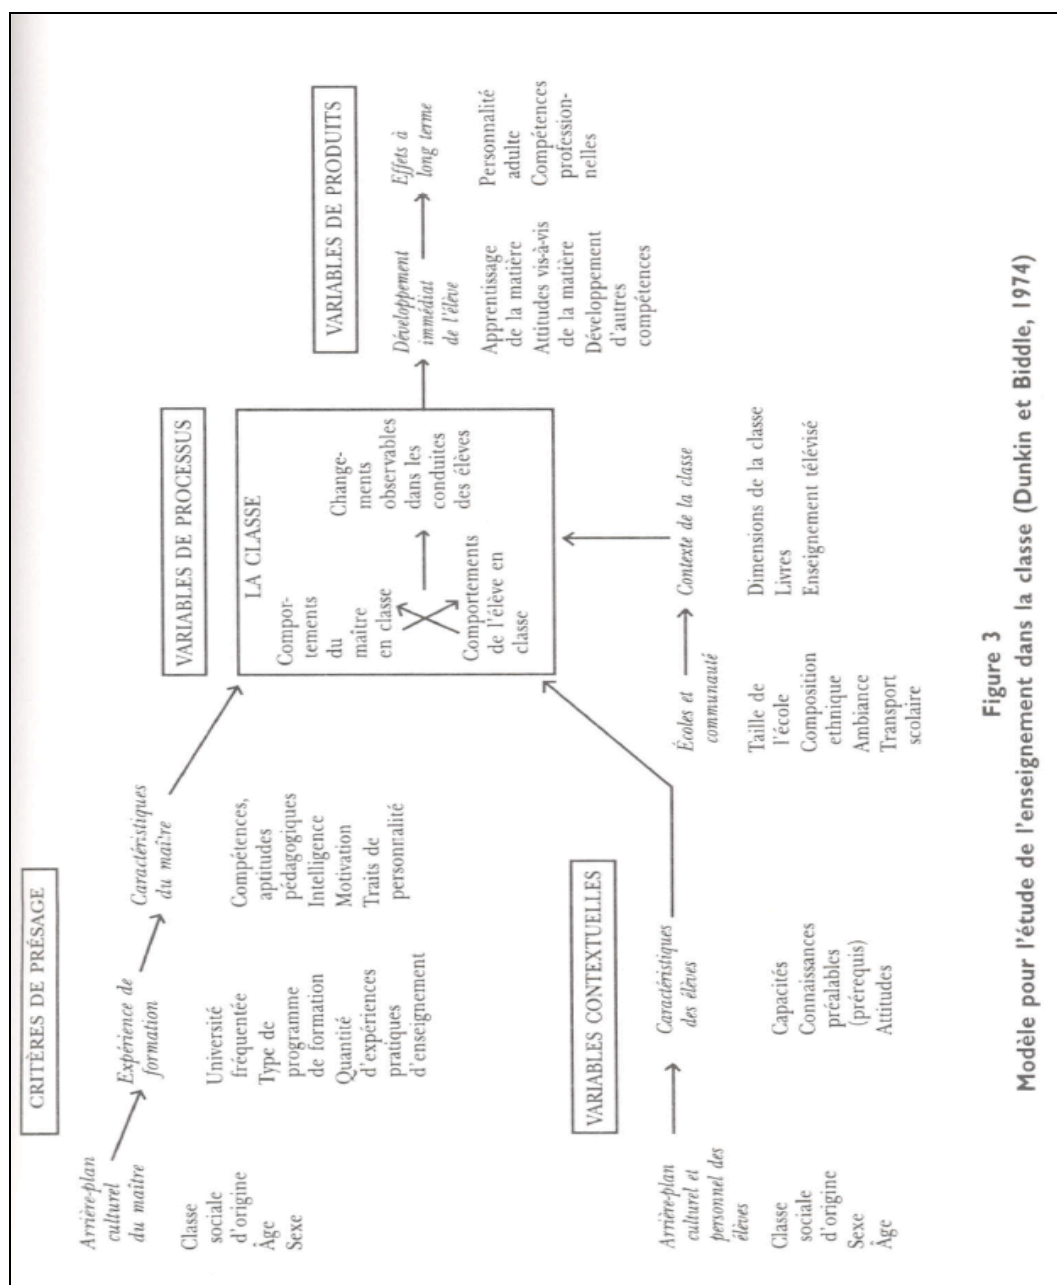 CRITÈRES DE PRÉSAGE
Arrière-plan
culturel
du maître
Classe
sociale
d'origine
Âge
Sexe
Expérience de
formation
Université
fréquentée
Type de
programme
de formation
Quantité
d'expériences
pratiques
d'enseignement
Caractéristiques
du maître
Compétences,
aptitudes
pédagogiques
Intelligence
Motivation
Traits de
personnalité
VARIABLES DE PROCESSUS
LA CLASSE
Compor-
tements
du
maître
en classe
Comportements
de l'élève en
classe
Change-
ments
observables
dans les
conduites
des élèves
VARIABLES DE PRODUITS
Développement
immédiat
de l'élève
Apprentissage
de la matière
Attitudes vis-à-vis
de la matière
Développement
d'autres
compétences
Effets à
long terme
Personnalité
adulte
Compétences
profession-
nelles
VARIABLES CONTEXTUELLES
Arrière-plan
culturel et
personnel des
élèves
Classe
sociale
d'origine
Sexe
Âge
Caractéristiques
des élèves
Capacités
Connaissances
préalables
(prérequis)
Attitudes
Écoles et
communauté
Taille de
l'école
Composition
ethnique
Ambiance
Transport
scolaire
Contexte de la classe
Dimensions de la classe
Livres
Enseignement télévisé
Figure 3
Modèle pour l'étude de l'enseignement dans la classe (Dunkin et Biddle, 1974)